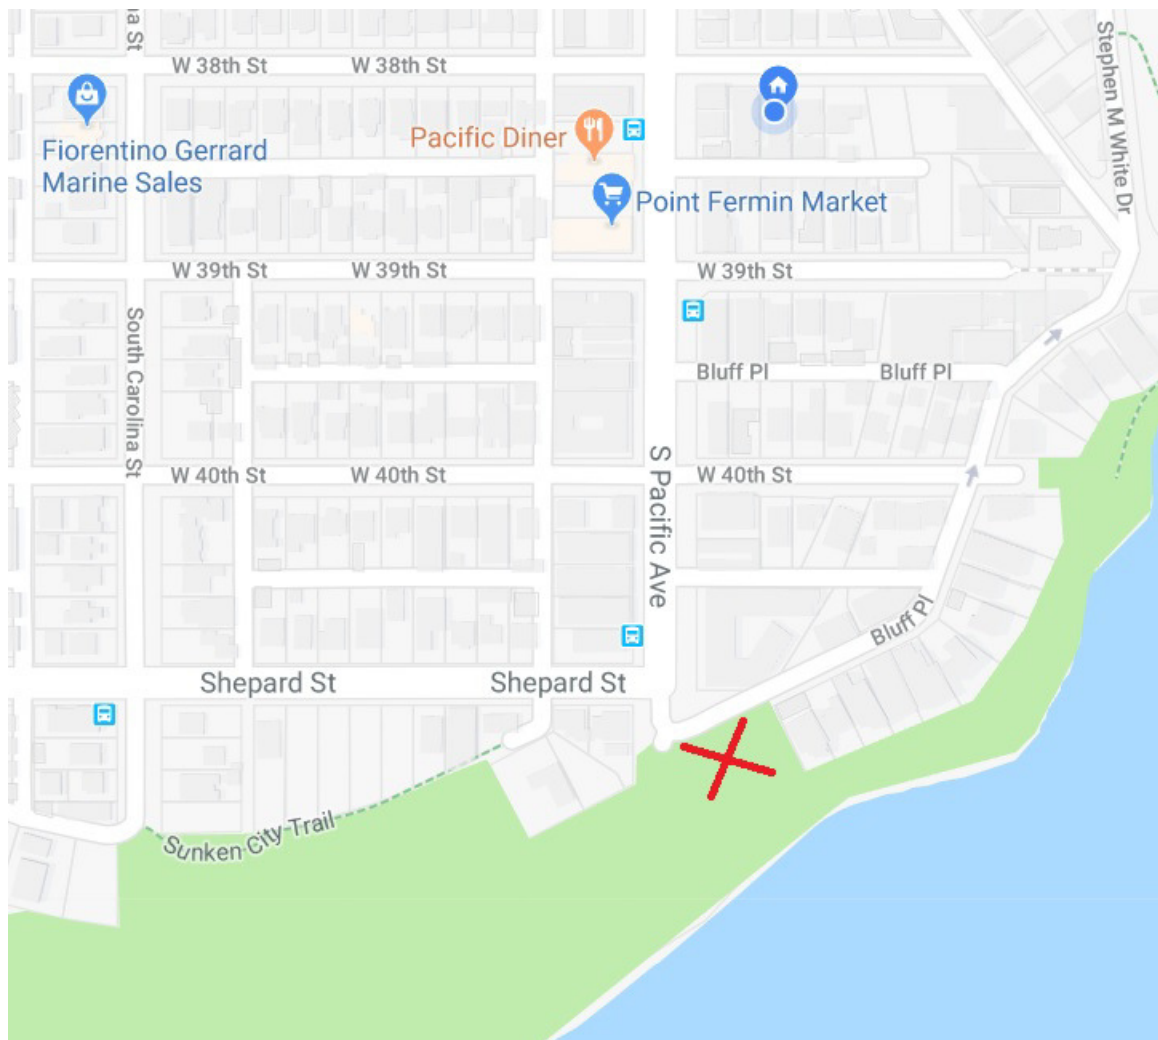 na St
Stephen M White Dr
W 38th St
W 38th St
Fiorentino Gerrard
Marine Sales
Pacific Diner
Point Fermin Market
W 39th St
W 39th St
W 39th St
South Carolina St
Bluff Pl
Bluff Pl
W 40th St
W 40th St
W 40th St
S Pacific Ave
Bluff Pl
Shepard St
Shepard St
Sunken City Trail